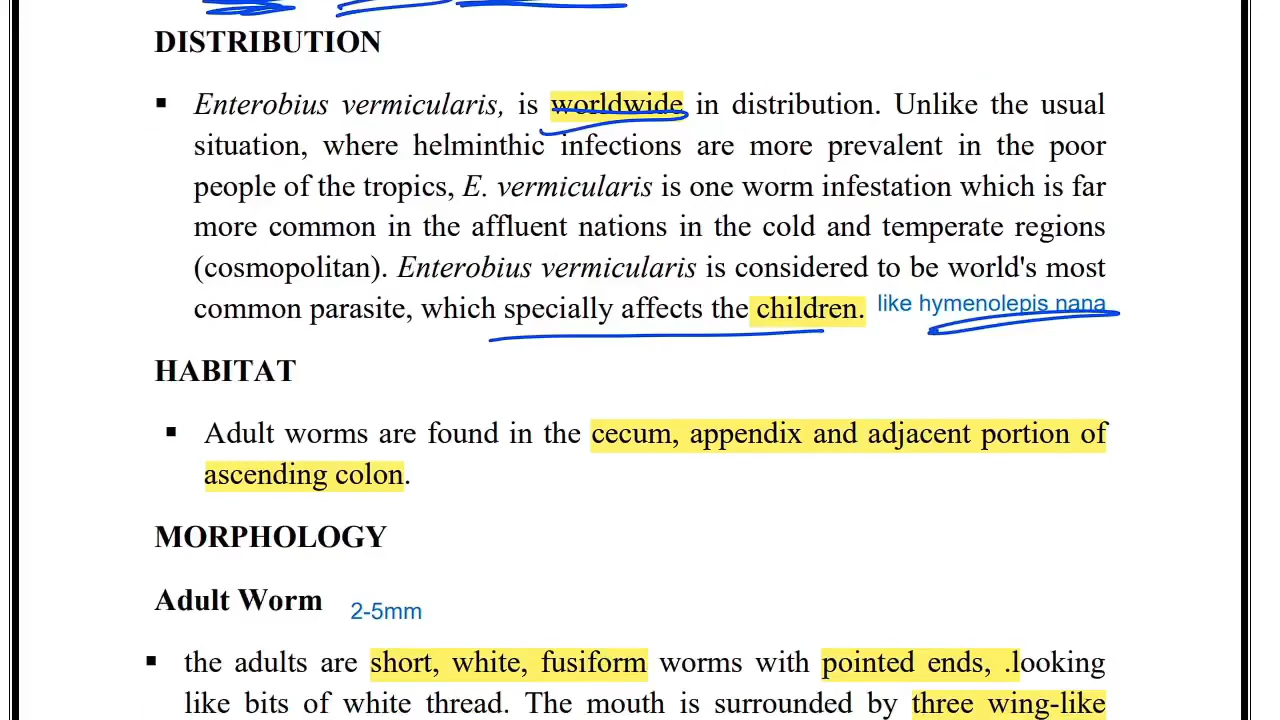 DISTRIBUTION
▪ Enterobius vermicularis, is worldwide in distribution. Unlike the usual
situation, where helminthic infections are more prevalent in the poor
people of the tropics, E. vermicularis is one worm infestation which is far
more common in the affluent nations in the cold and temperate regions
(cosmopolitan). Enterobius vermicularis is considered to be world's most
common parasite, which specially affects the children. like hymenolepis nana
HABITAT
▪ Adult worms are found in the cecum, appendix and adjacent portion of
ascending colon.
MORPHOLOGY
Adult Worm 2-5mm
▪ the adults are short, white, fusiform worms with pointed ends, .looking
like bits of white thread. The mouth is surrounded by three wing-like